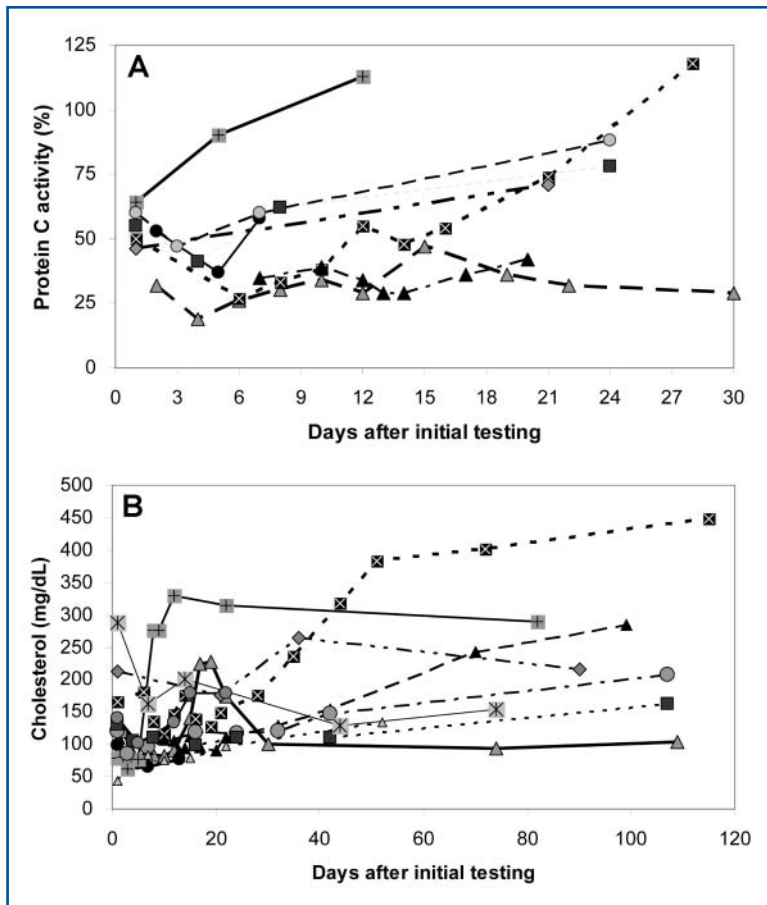 A
Protein C activity (%)
125
100
75
50
25
0
0 3 6 9 12 15 18 21 24 27 30
Days after initial testing
B
Cholesterol (mg/dL)
500
450
400
350
300
250
200
150
100
50
0
0 20 40 60 80 100 120
Days after initial testing